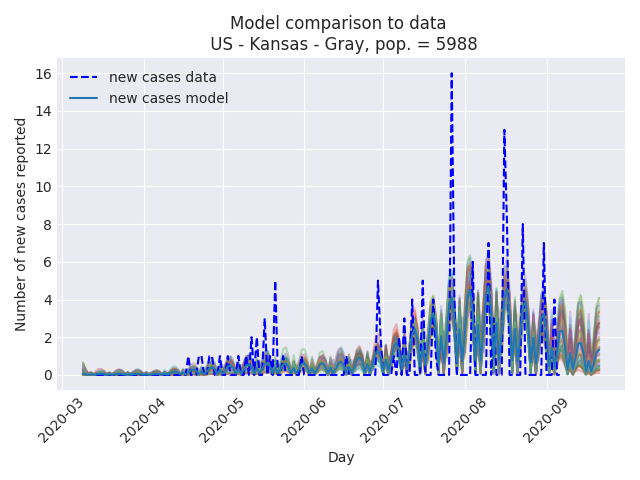 Model comparison to data
US - Kansas - Gray, pop. = 5988
new cases data
new cases model
Number of new cases reported
16
14
12
10
8
6
4
2
0
2020-03
2020-04
2020-05
2020-06
2020-07
2020-08
2020-09
Day